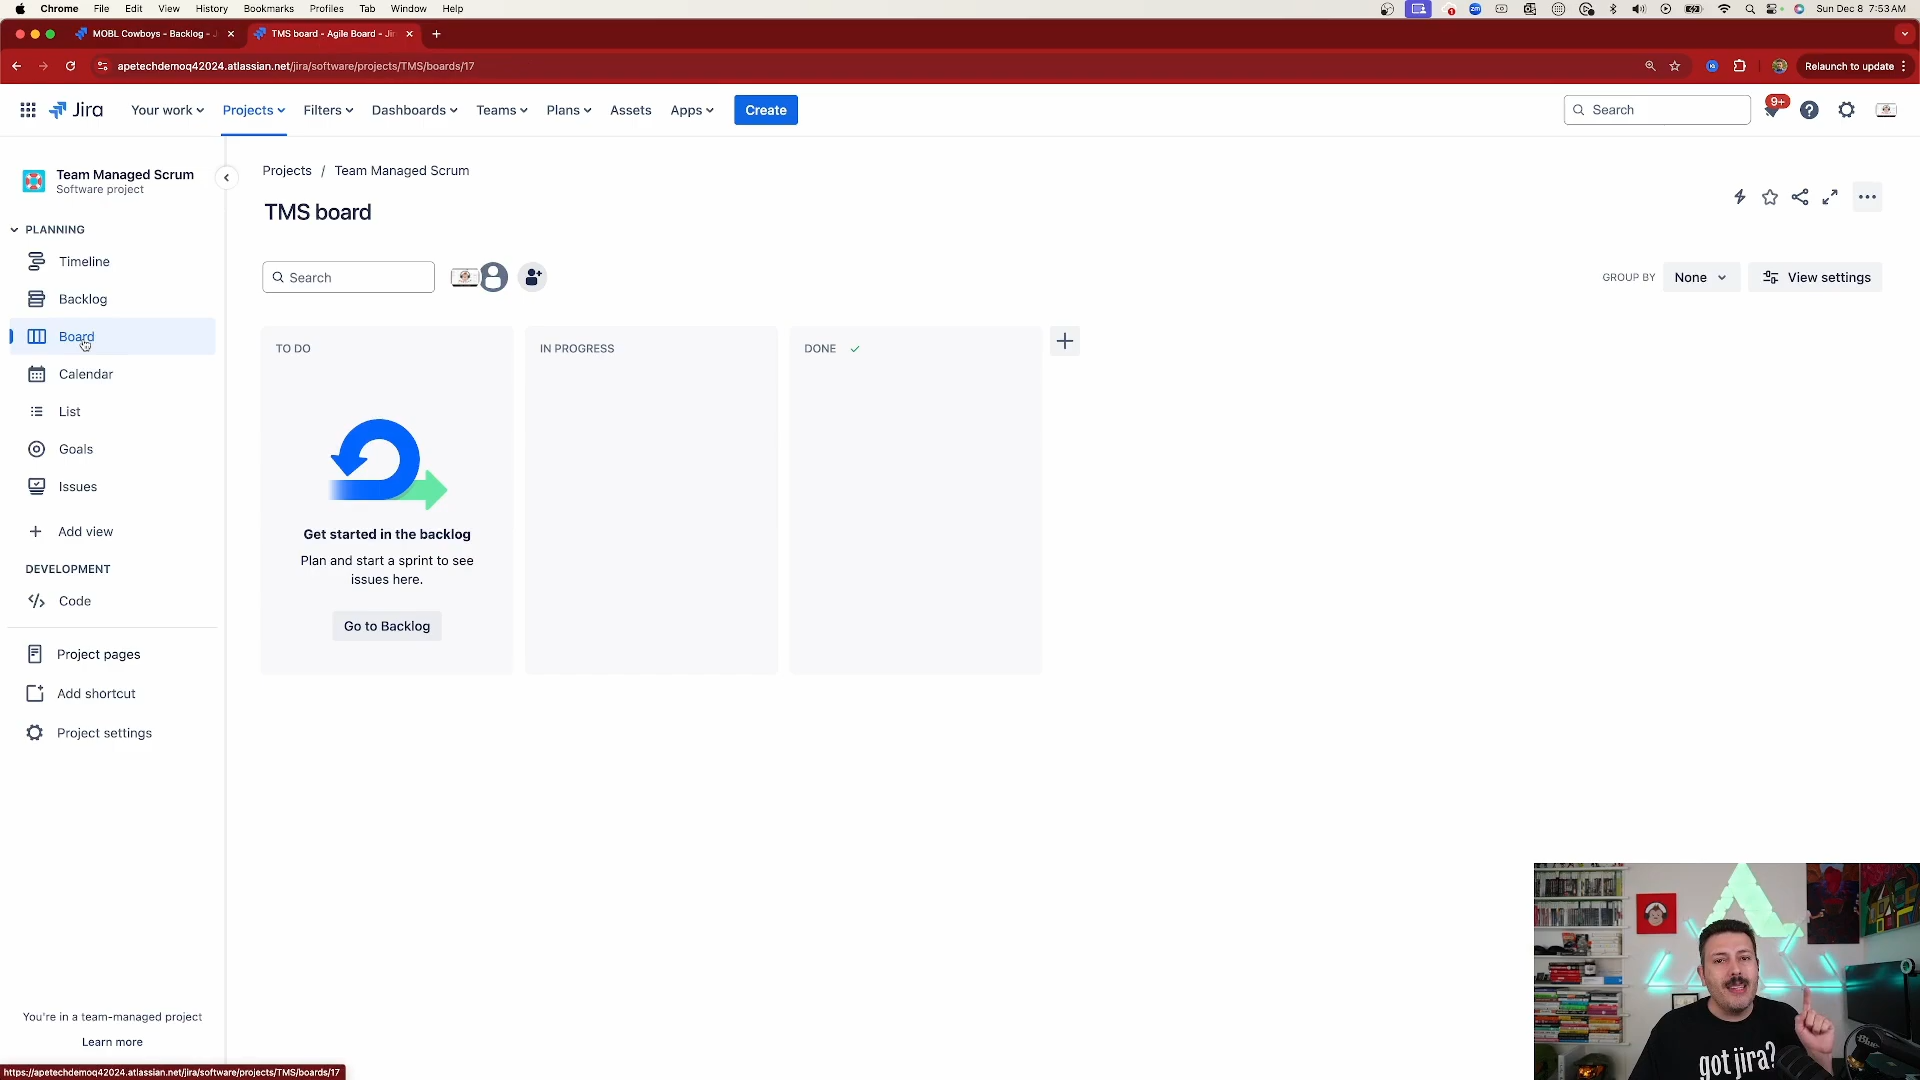 Chrome File Edit View History Bookmarks Profiles Tab Window Help
Sun Dec 8 7:53 AM
MOBL Cowboys - Backlog - J
TMS board - Agile Board - Jir
apetechdemoq42024.atlassian.net/jira/software/projects/TMS/boards/17
Relaunch to update
Jira
Your work Projects Filters Dashboards Teams Plans Assets Apps Create
Search
9+
Team Managed Scrum
Software project
PLANNING
Timeline
Backlog
Board
Calendar
List
Goals
Issues
Add view
DEVELOPMENT
Code
Project pages
Add shortcut
Project settings
You're in a team-managed project
Learn more
Projects / Team Managed Scrum
TMS board
Search
GROUP BY None View settings
TO DO
IN PROGRESS
DONE
Get started in the backlog
Plan and start a sprint to see
issues here.
Go to Backlog
got jira?
Blue
https://apetechdemoq42024.atlassian.net/jira/software/projects/TMS/boards/17